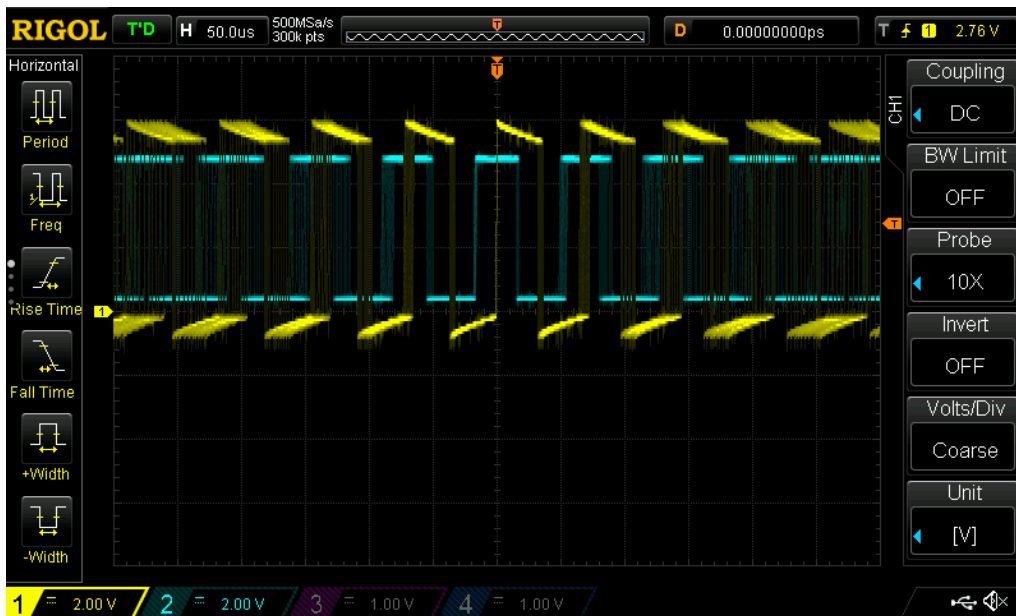 RIGOL T'D H 50.0us 500MSa/s 300k pts D 0.00000000ps T 1 2.76 V
T
Horizontal
Period
Freq
Rise Time
Fall Time
+Width
-Width
T
1
CH1
Coupling
DC
BW Limit
OFF
Probe
10X
Invert
OFF
Volts/Div
Coarse
Unit
[V]
T
1 2.00 V 2 2.00 V 3 1.00 V 4 1.00 V